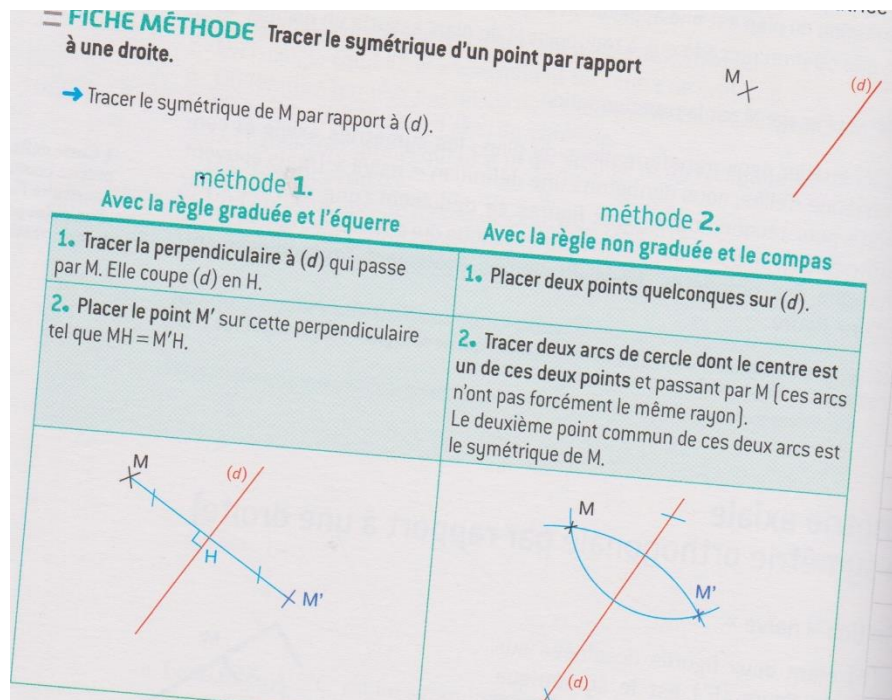 FICHE MÉTHODE Tracer le symétrique d'un point par rapport
à une droite.
M
(d)
➜ Tracer le symétrique de M par rapport à (d).
méthode 1.
Avec la règle graduée et l'équerre
méthode 2.
Avec la règle non graduée et le compas
1. Tracer la perpendiculaire à (d) qui passe
par M. Elle coupe (d) en H.
1. Placer deux points quelconques sur (d).
2. Placer le point M' sur cette perpendiculaire
tel que MH = M'H.
2. Tracer deux arcs de cercle dont le centre est
un de ces deux points et passant par M (ces arcs
n'ont pas forcément le même rayon).
Le deuxième point commun de ces deux arcs est
le symétrique de M.
M
(d)
H
M'
M
M'
(d)